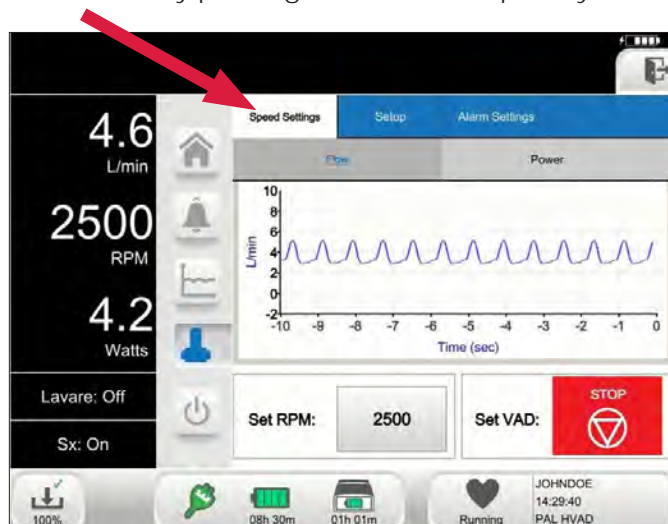 Speed Settings Setup Alarm Settings
4.6
L/min
Flow Power
2500
RPM
4.2
Watts
10
8
6
4
2
0
-2
L/min
-10 -9 -8 -7 -6 -5 -4 -3 -2 -1 0
Time (sec)
Lavare: Off
Sx: On
Set RPM: 2500 Set VAD: STOP
100%
08h 30m 01h 01m Running
JOHNDOE
14:29:40
PAL HVAD